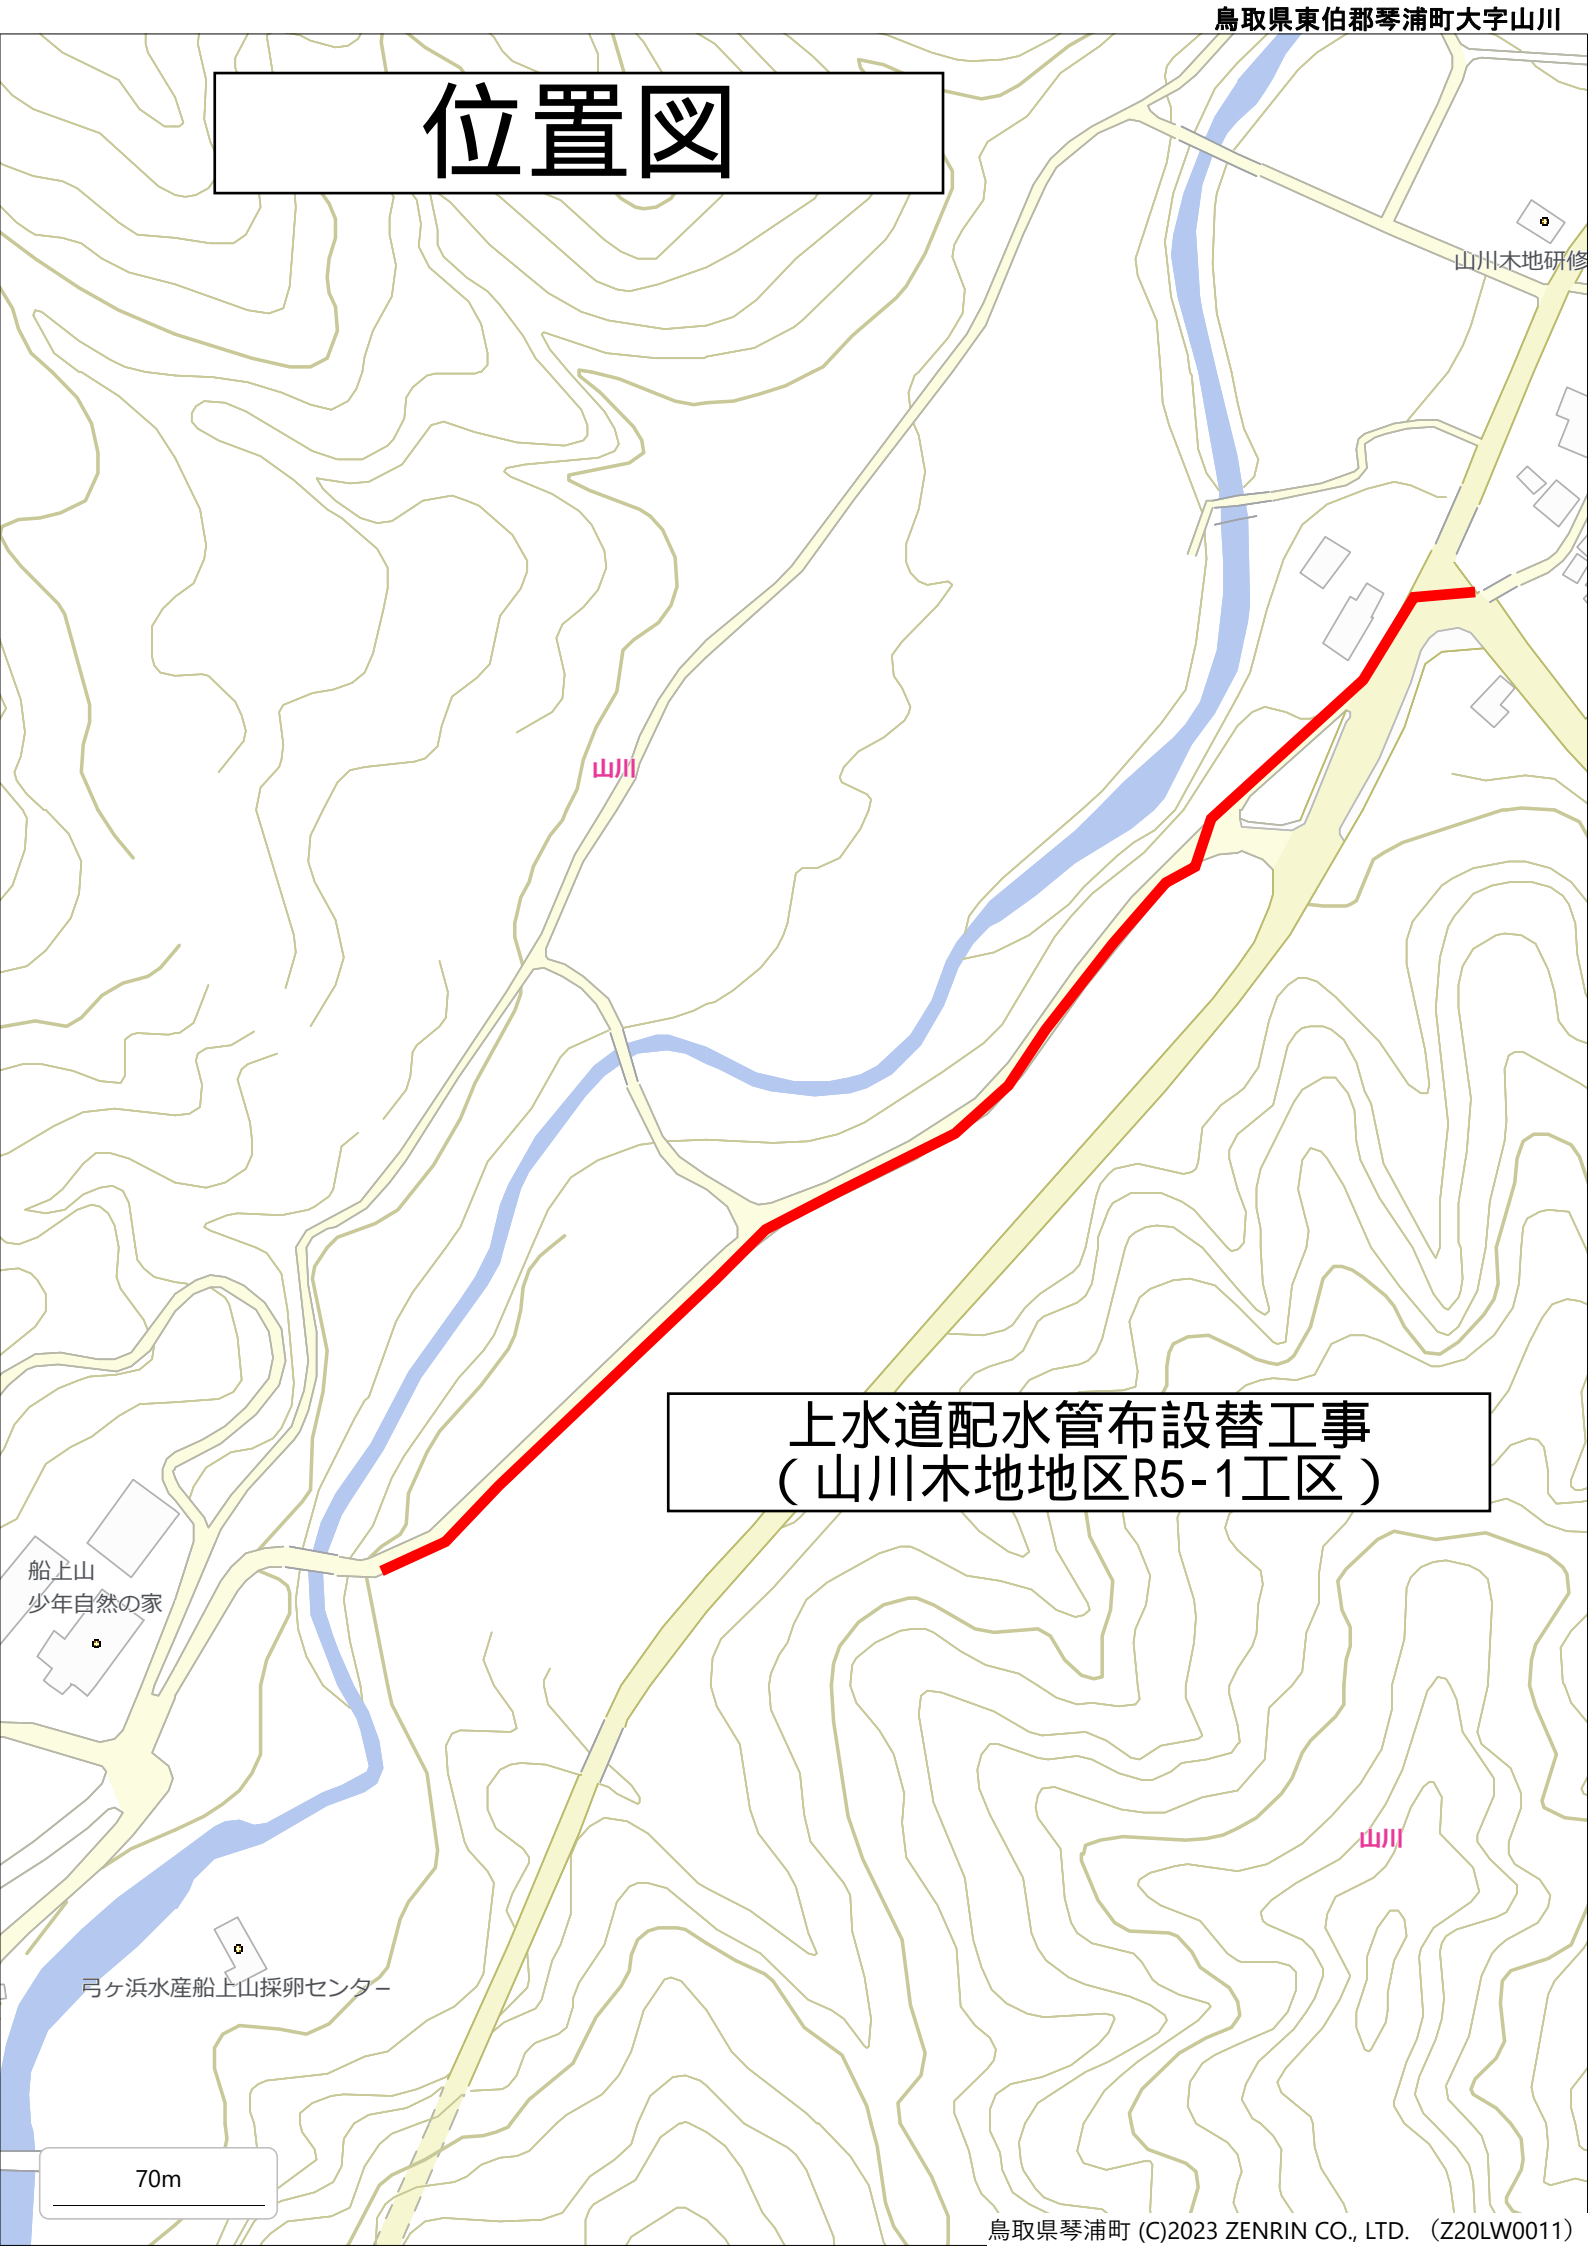 鳥取県東伯郡琴浦町大字山川
位置図
山川木地研修
山川
上水道配水管布設替工事
（山川木地地区R5-1工区）
船上山
少年自然の家
山川
弓ヶ浜水産船上山採卵センター
70m
鳥取県琴浦町 (C)2023 ZENRIN CO., LTD. （Z20LW0011）